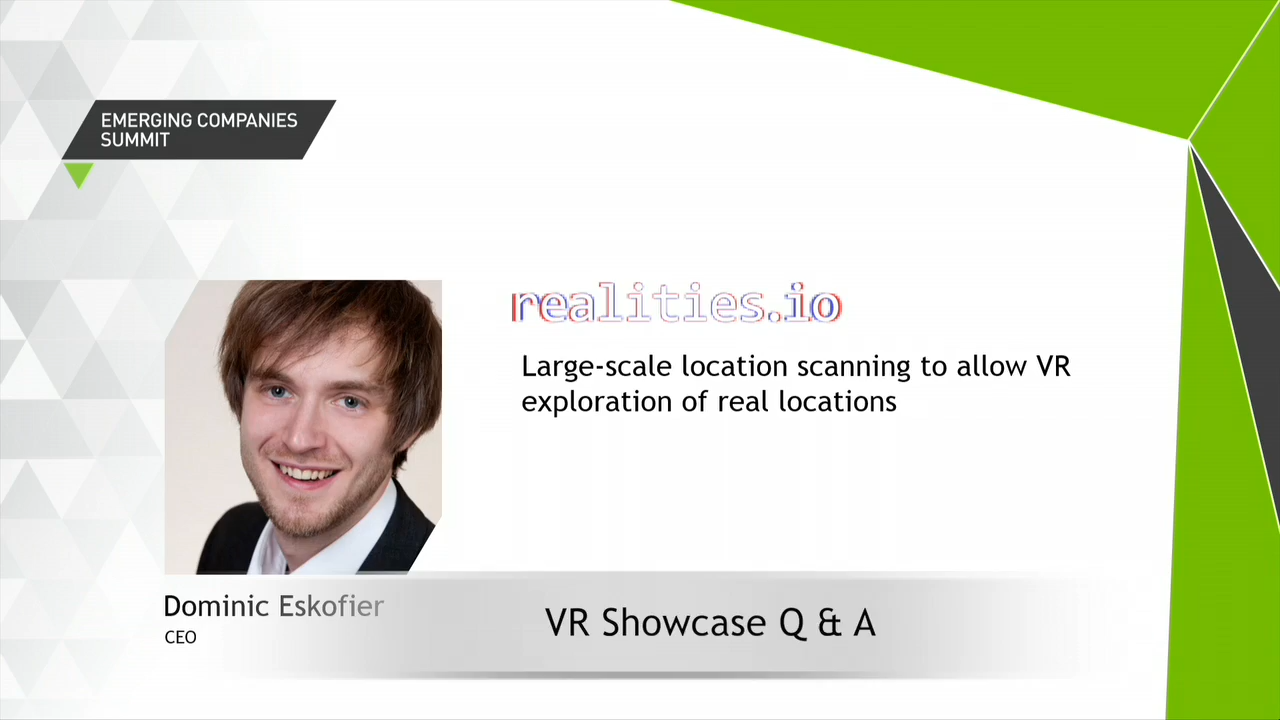 EMERGING COMPANIES
SUMMIT
realities.io
Large-scale location scanning to allow VR
exploration of real locations
Dominic Eskofier
CEO
VR Showcase Q & A